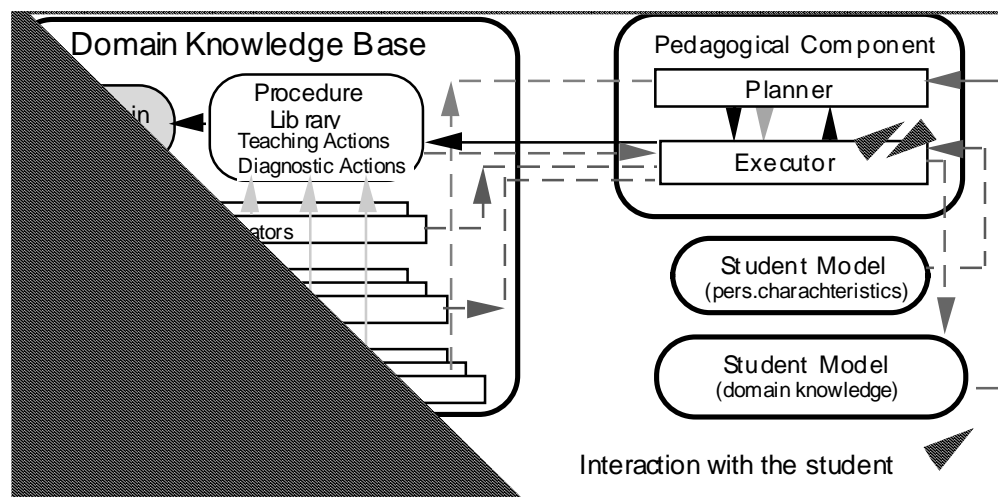 Domain Knowledge Base
Procedure
Library
Teaching Actions
Diagnostic Actions
Pedagogical Component
Planner
Executor
Student Model
(pers.charachteristics)
Student Model
(domain knowledge)
Interaction with the student